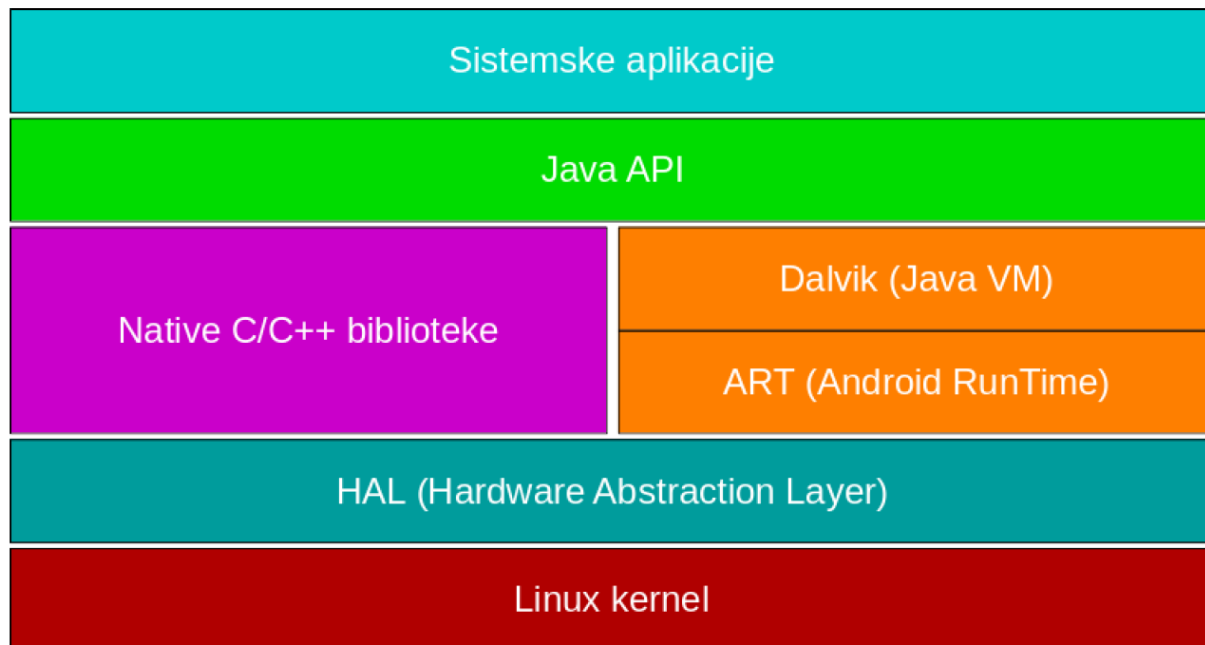 Sistemske aplikacije
Java API
Native C/C++ biblioteke
Dalvik (Java VM)
ART (Android RunTime)
HAL (Hardware Abstraction Layer)
Linux kernel